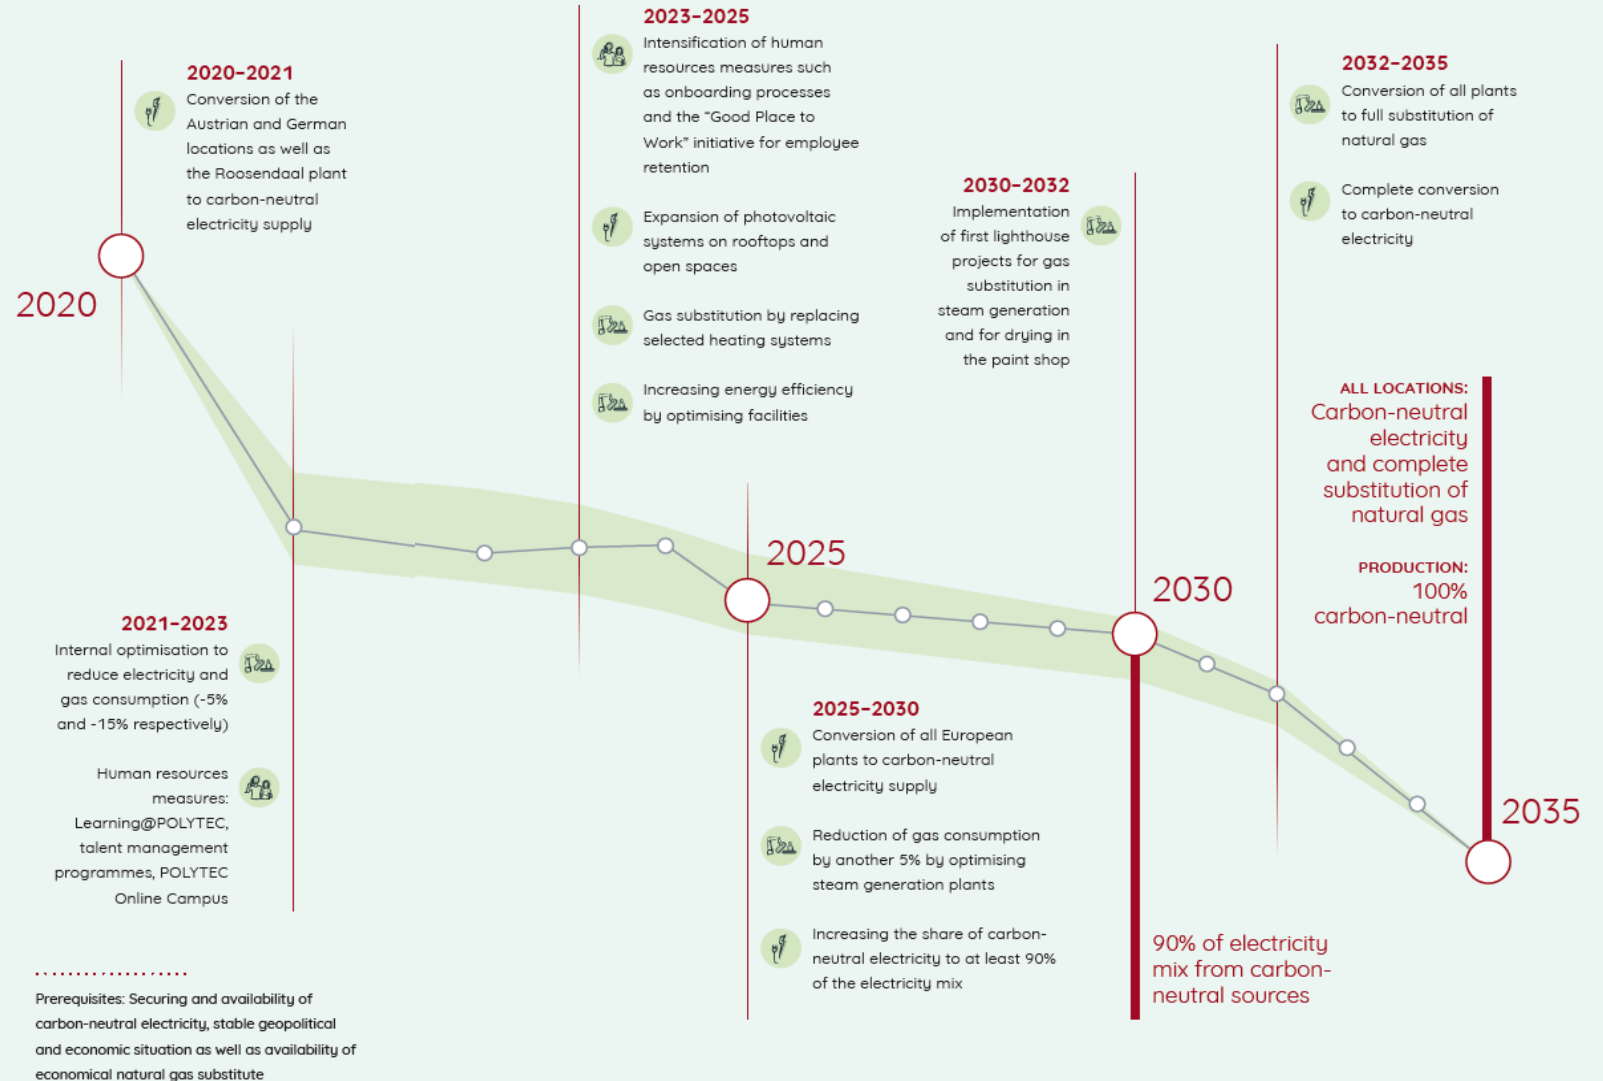 2020
2020–2021
Conversion of the
Austrian and German
locations as well as
the Roosendaal plant
to carbon-neutral
electricity supply
2021–2023
Internal optimisation to
reduce electricity and
gas consumption (-5%
and -15% respectively)
Human resources
measures:
Learning@POLYTEC,
talent management
programmes, POLYTEC
Online Campus
2023–2025
Intensification of human
resources measures such
as onboarding processes
and the “Good Place to
Work” initiative for employee
retention
Expansion of photovoltaic
systems on rooftops and
open spaces
Gas substitution by replacing
selected heating systems
Increasing energy efficiency
by optimising facilities
2025
2025–2030
Conversion of all European
plants to carbon-neutral
electricity supply
Reduction of gas consumption
by another 5% by optimising
steam generation plants
Increasing the share of carbon-
neutral electricity to at least 90%
of the electricity mix
2030–2032
Implementation
of first lighthouse
projects for gas
substitution in
steam generation
and for drying in
the paint shop
2030
90% of electricity
mix from carbon-
neutral sources
2032–2035
Conversion of all plants
to full substitution of
natural gas
Complete conversion
to carbon-neutral
electricity
ALL LOCATIONS:
Carbon-neutral
electricity
and complete
substitution of
natural gas
PRODUCTION:
100%
carbon-neutral
2035
Prerequisites: Securing and availability of
carbon-neutral electricity, stable geopolitical
and economic situation as well as availability of
economical natural gas substitute